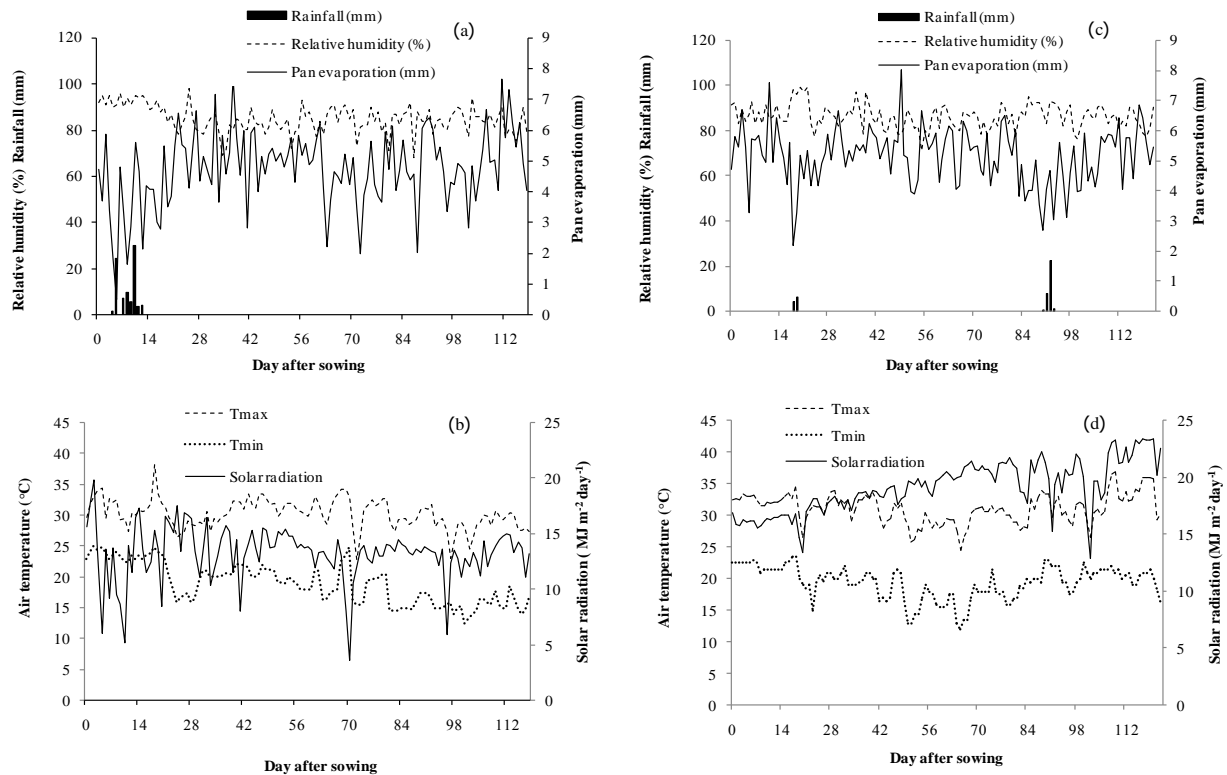 Rainfall (mm)
(a)
Relative humidity (%)
Pan evaporation (mm)
120
100
80
60
40
20
0
9
8
7
6
5
4
3
2
1
0
Relative humidity (%) Rainfall (mm)
Pan evaporation (mm)
0 14 28 42 56 70 84 98 112
Day after sowing
Rainfall (mm)
(c)
Relative humidity (%)
Pan evaporation (mm)
120
100
80
60
40
20
0
9
8
7
6
5
4
3
2
1
0
Relative humidity (%) Rainfall (mm)
Pan evaporation (mm)
0 14 28 42 56 70 84 98 112
Day after sowing
Tmax
(b)
Tmin
Solar radiation
45
40
35
30
25
20
15
10
5
0
25
20
15
10
5
0
Air temperature (°C)
Solar radiation ( MJ m-2 day-1)
0 14 28 42 56 70 84 98 112
Day after sowing
Tmax
(d)
Tmin
Solar radiation
45
40
35
30
25
20
15
10
5
0
25
20
15
10
5
0
Air temperature (°C)
Solar radiation (MJ m-2 day-1)
0 14 28 42 56 70 84 98 112
Day after sowing